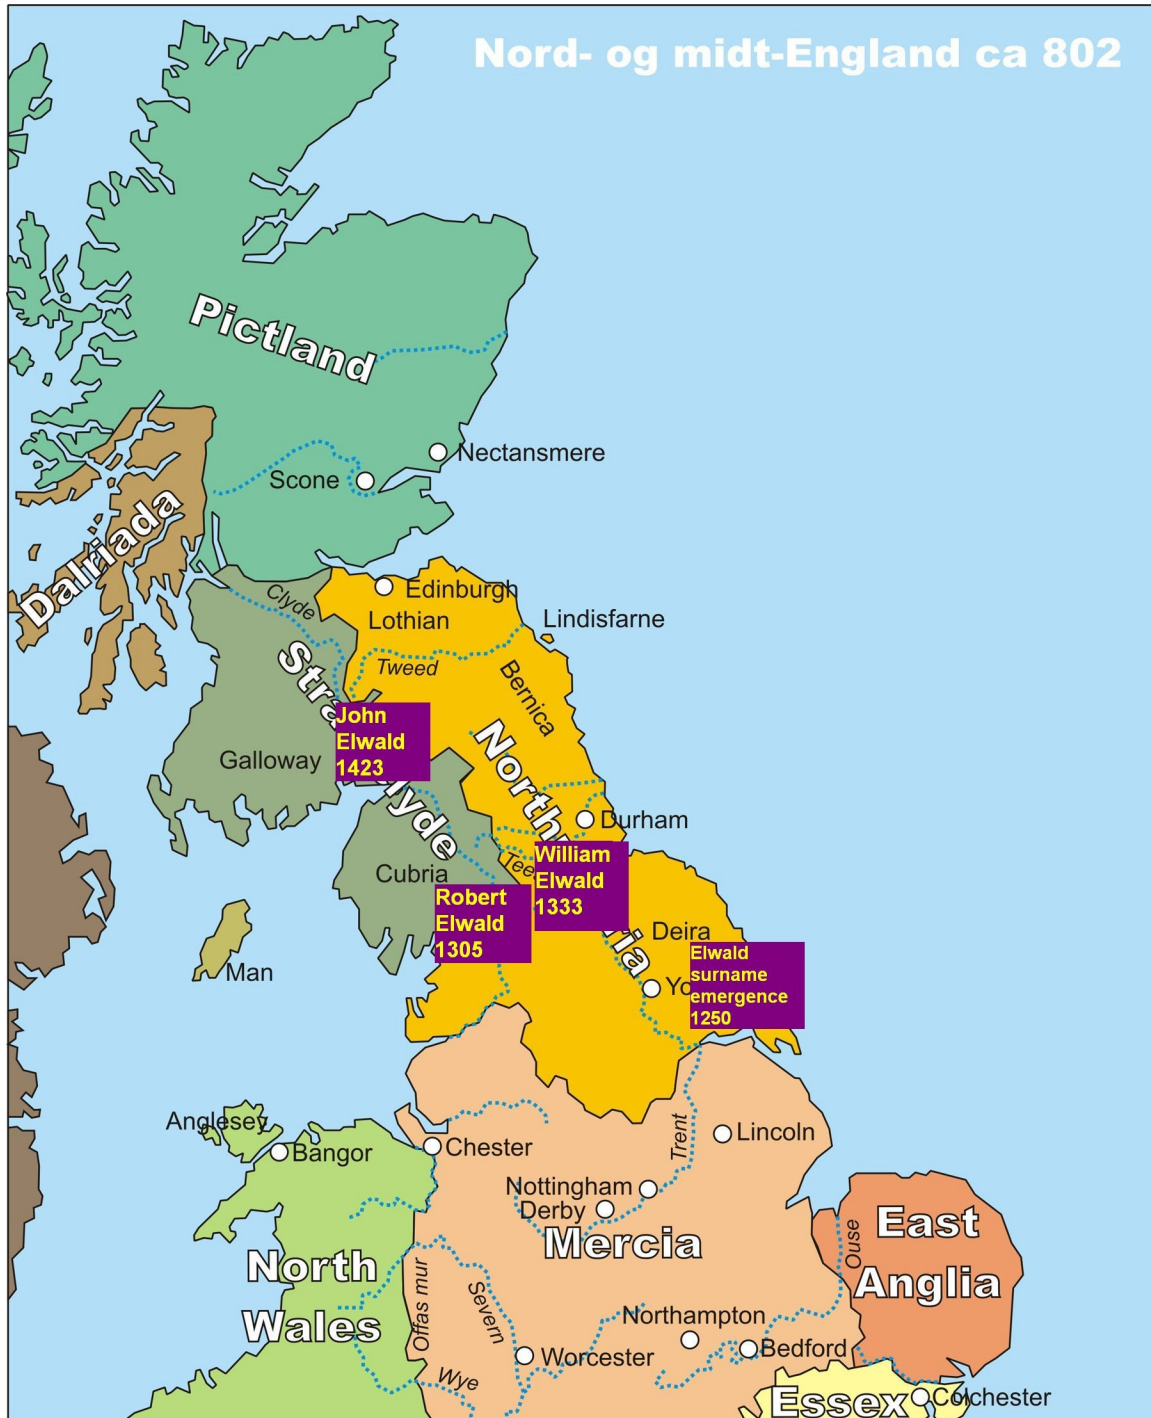 Nord- og midt-England ca 802
Pictland
Nectansmere
Scone
Dalriada
Clyde
Edinburgh
Lothian
Lindisfarne
Tweed
Bernica
John
Elwald
1423
Galloway
Durham
William
Elwald
1333
Cubria
Robert
Elwald
1305
Deira
Elwald
surname
emergence
1250
Man
Anglesey
Bangor
Chester
Trent
Lincoln
Nottingham
Derby
Mercia
East
Anglia
Ouse
North
Wales
Offas mur
Severn
Northampton
Bedford
Worcester
Wye
Essex
Colchester